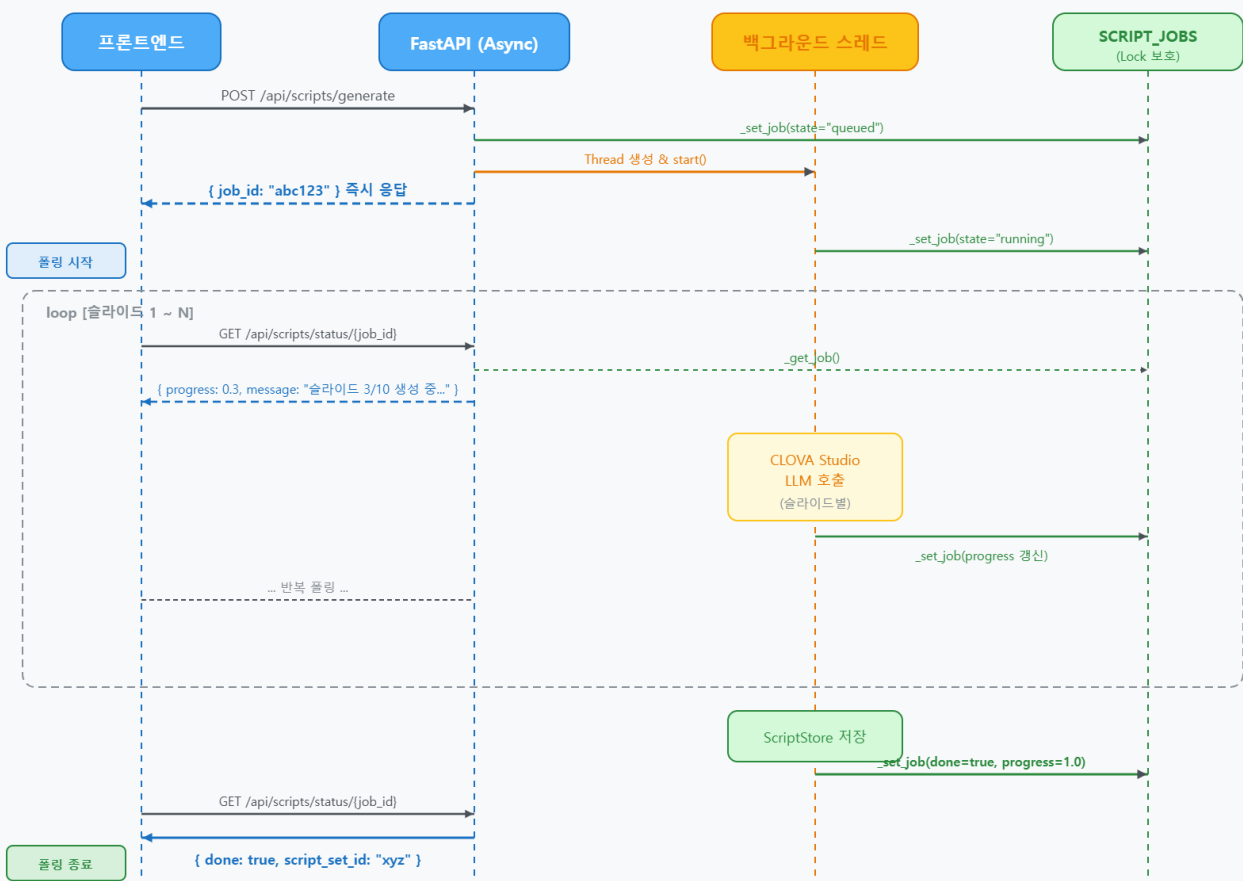 프론트엔드
FastAPI (Async)
백그라운드 스레드
SCRIPT_JOBS
(Lock 보호)
POST /api/scripts/generate
_set_job(state="queued")
Thread 생성 & start()
{ job_id: "abc123" } 즉시 응답
_set_job(state="running")
폴링 시작
loop [슬라이드 1 ~ N]
GET /api/scripts/status/{job_id}
_get_job()
{ progress: 0.3, message: "슬라이드 3/10 생성 중..." }
CLOVA Studio
LLM 호출
(슬라이드별)
_set_job(progress 갱신)
... 반복 폴링 ...
ScriptStore 저장
_set_job(done=true, progress=1.0)
GET /api/scripts/status/{job_id}
{ done: true, script_set_id: "xyz" }
폴링 종료